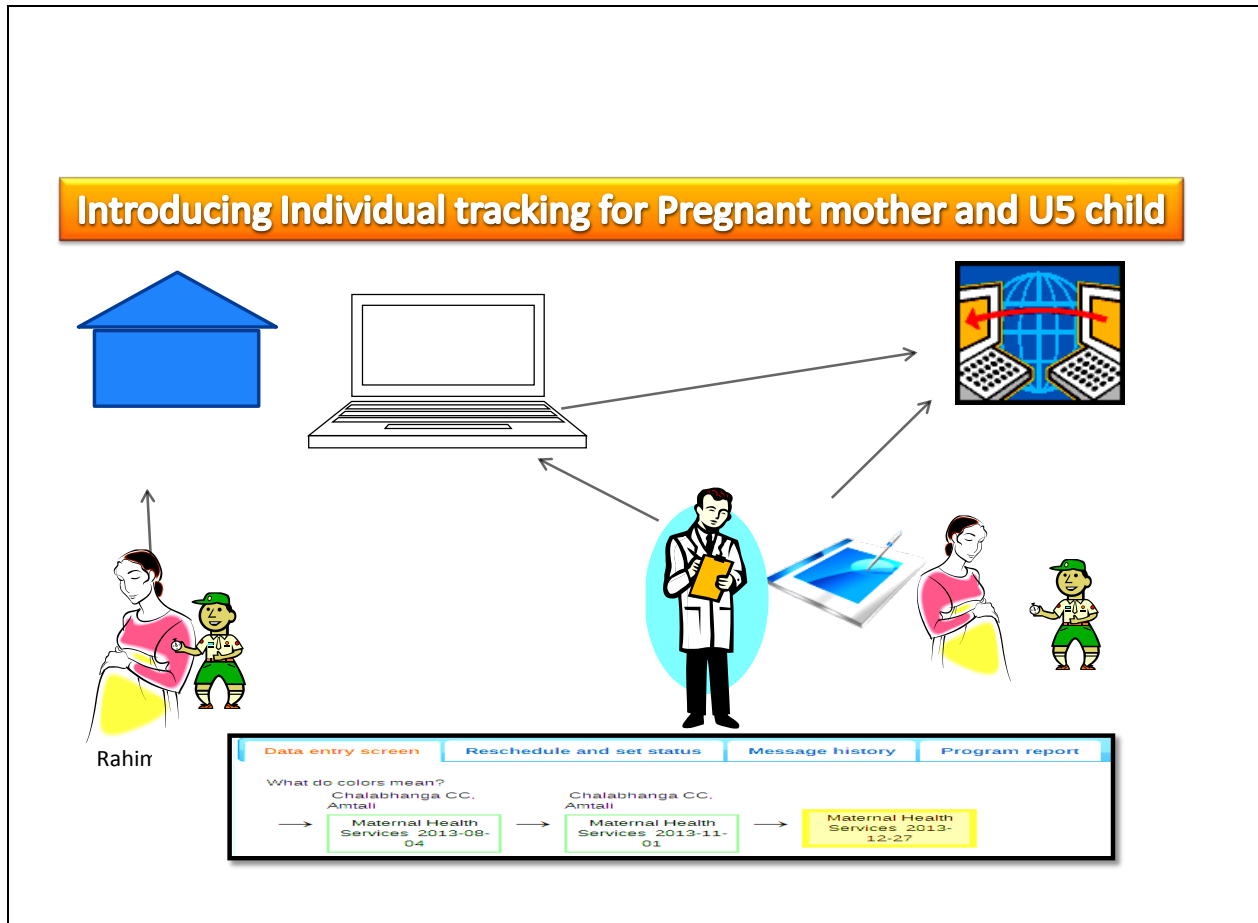 Introducing Individual tracking for Pregnant mother and U5 child
Rahim
Data entry screen
Reschedule and set status
Message history
Program report
What do colors mean?
Chalabhanga CC,
Amtali
Maternal Health
Services 2013-08-
04
Chalabhanga CC,
Amtali
Maternal Health
Services 2013-11-
01
Maternal Health
Services 2013-
12-27